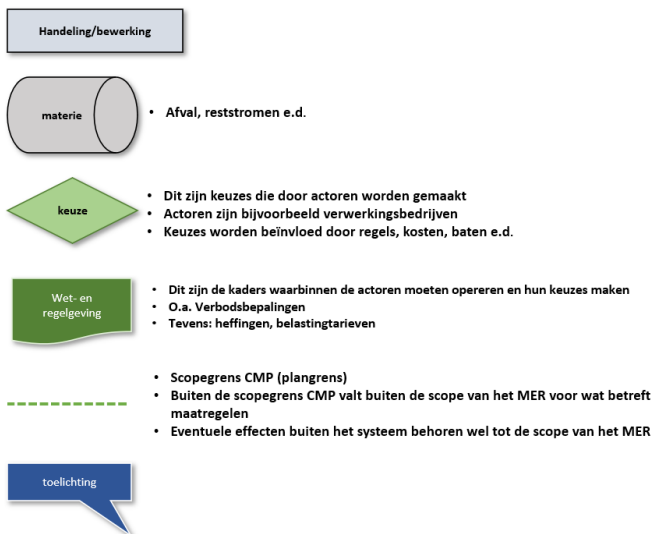 Handeling/bewerking
materie
• Afval, reststromen e.d.
keuze
• Dit zijn keuzes die door actoren worden gemaakt
• Actoren zijn bijvoorbeeld verwerkingsbedrijven
• Keuzes worden beïnvloed door regels, kosten, baten e.d.
Wet- en
regelgeving
• Dit zijn de kaders waarbinnen de actoren moeten opereren en hun keuzes maken
• O.a. Verbodsbepalingen
• Tevens: heffingen, belastingtarieven
• Scopegrens CMP (plangrens)
• Buiten de scopegrens CMP valt buiten de scope van het MER voor wat betreft
maatregelen
• Eventuele effecten buiten het systeem behoren wel tot de scope van het MER
toelichting